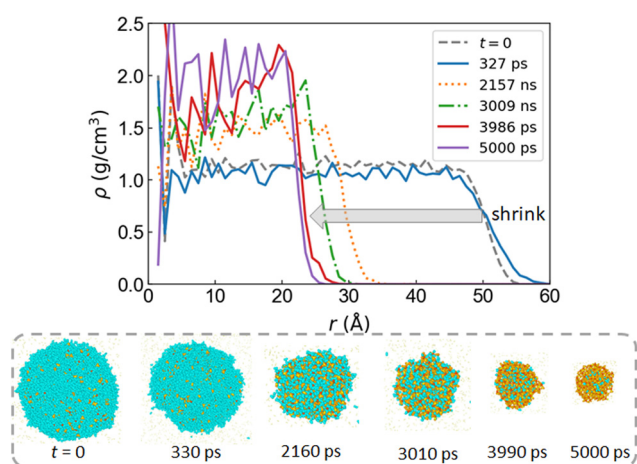 2.5
2.0
1.5
1.0
0.5
0.0
ρ (g/cm³)
t = 0
327 ps
2157 ns
3009 ns
3986 ps
5000 ps
shrink
0 10 20 30 40 50 60
r (Å)
t = 0 330 ps 2160 ps 3010 ps 3990 ps 5000 ps